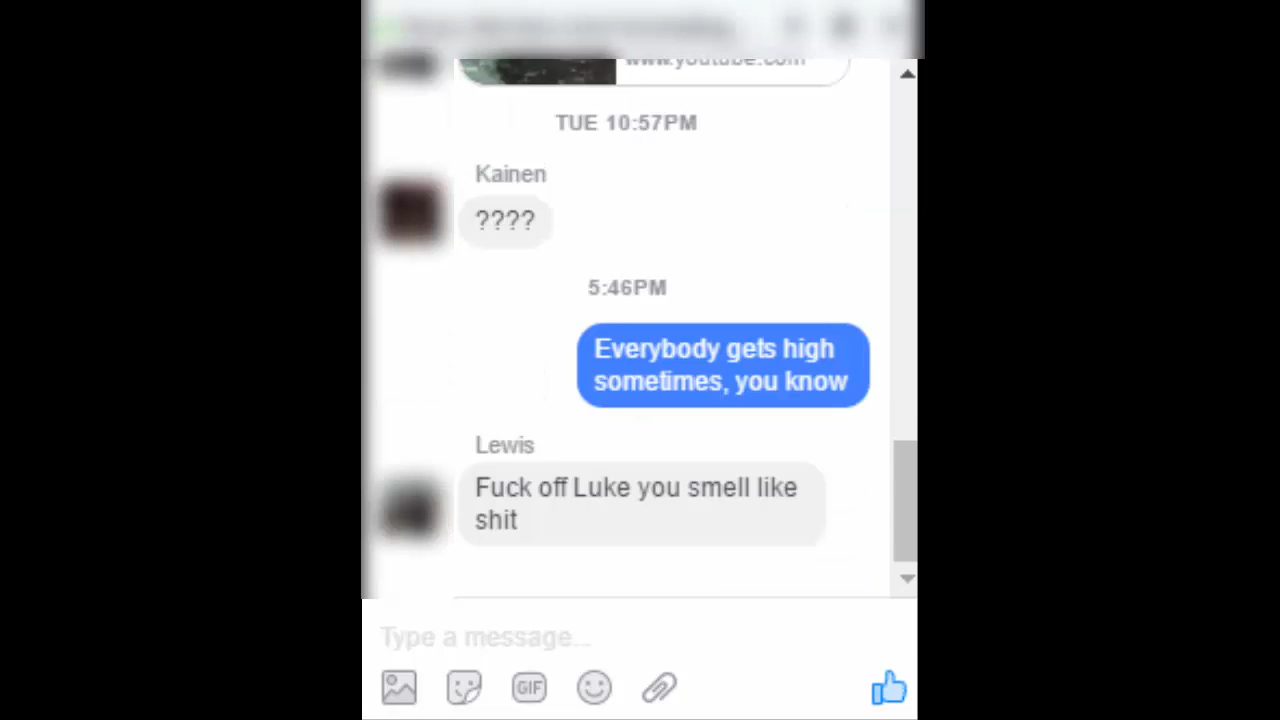 www.youtube.com
TUE 10:57PM
Kainen
????
5:46PM
Everybody gets high
sometimes, you know
Lewis
Fuck off Luke you smell like
shit
Type a message...
GIF